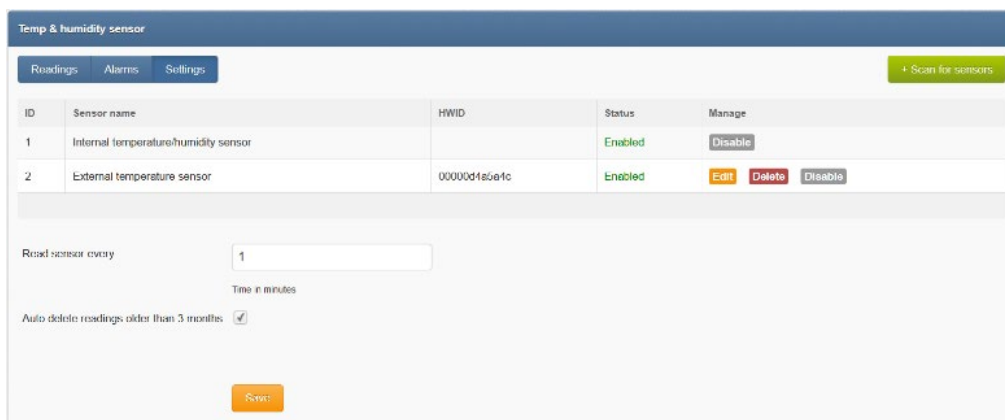 Temp & humidity sensor
Readings Alarms Settings + Scan for sensors
ID Sensor name HWID Status Manage
1 Internal temperature/humidity sensor Enabled Disable
2 External temperature sensor 00000d4a5a4c Enabled Edit Delete Disable
Read sensor every 1
Time in minutes
Auto delete readings older than 3 months
Save